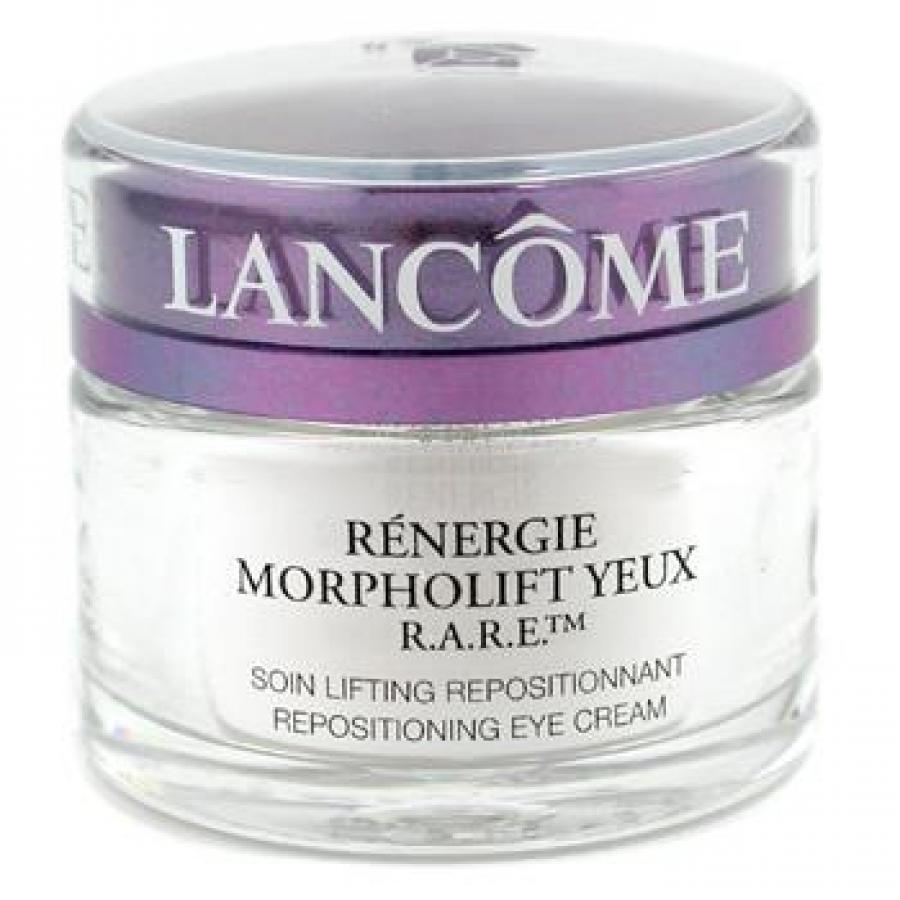 LANCÔME
RÉNERGIE
MORPHOLIFT YEUX
R.A.R.E.™
SOIN LIFTING REPOSITIONNANT
REPOSITIONING EYE CREAM